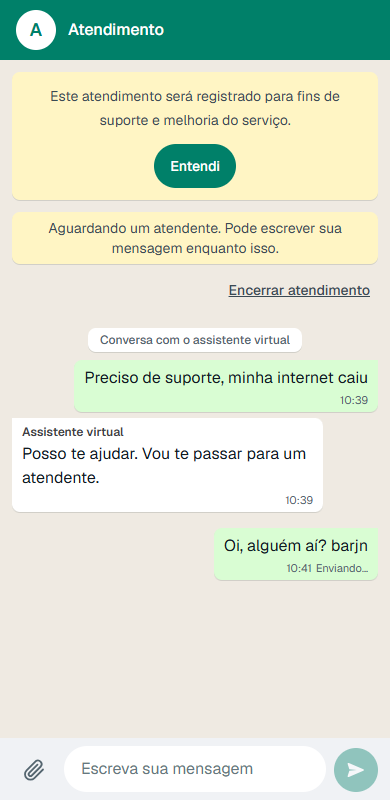 A
Atendimento
Este atendimento será registrado para fins de
suporte e melhoria do serviço.
Entendi
Aguardando um atendente. Pode escrever sua
mensagem enquanto isso.
Encerrar atendimento
Conversa com o assistente virtual
Preciso de suporte, minha internet caiu
10:39
Assistente virtual
Posso te ajudar. Vou te passar para um
atendente.
10:39
Oi, alguém aí? barjn
10:41 Enviando…
Escreva sua mensagem